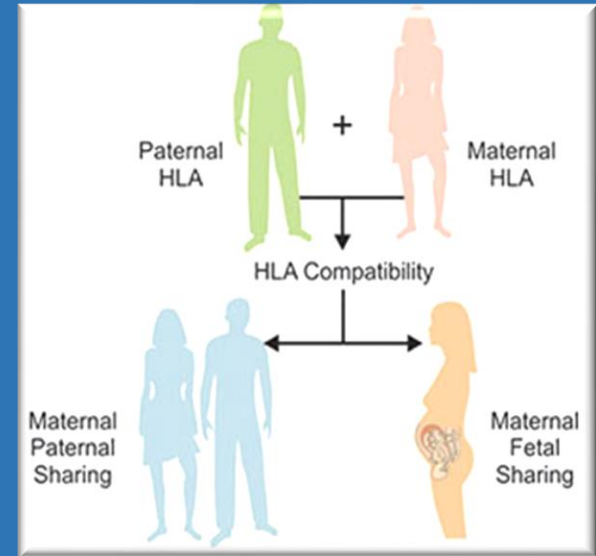 +
Paternal
HLA
Maternal
HLA
HLA Compatibility
Maternal
Paternal
Sharing
Maternal
Fetal
Sharing